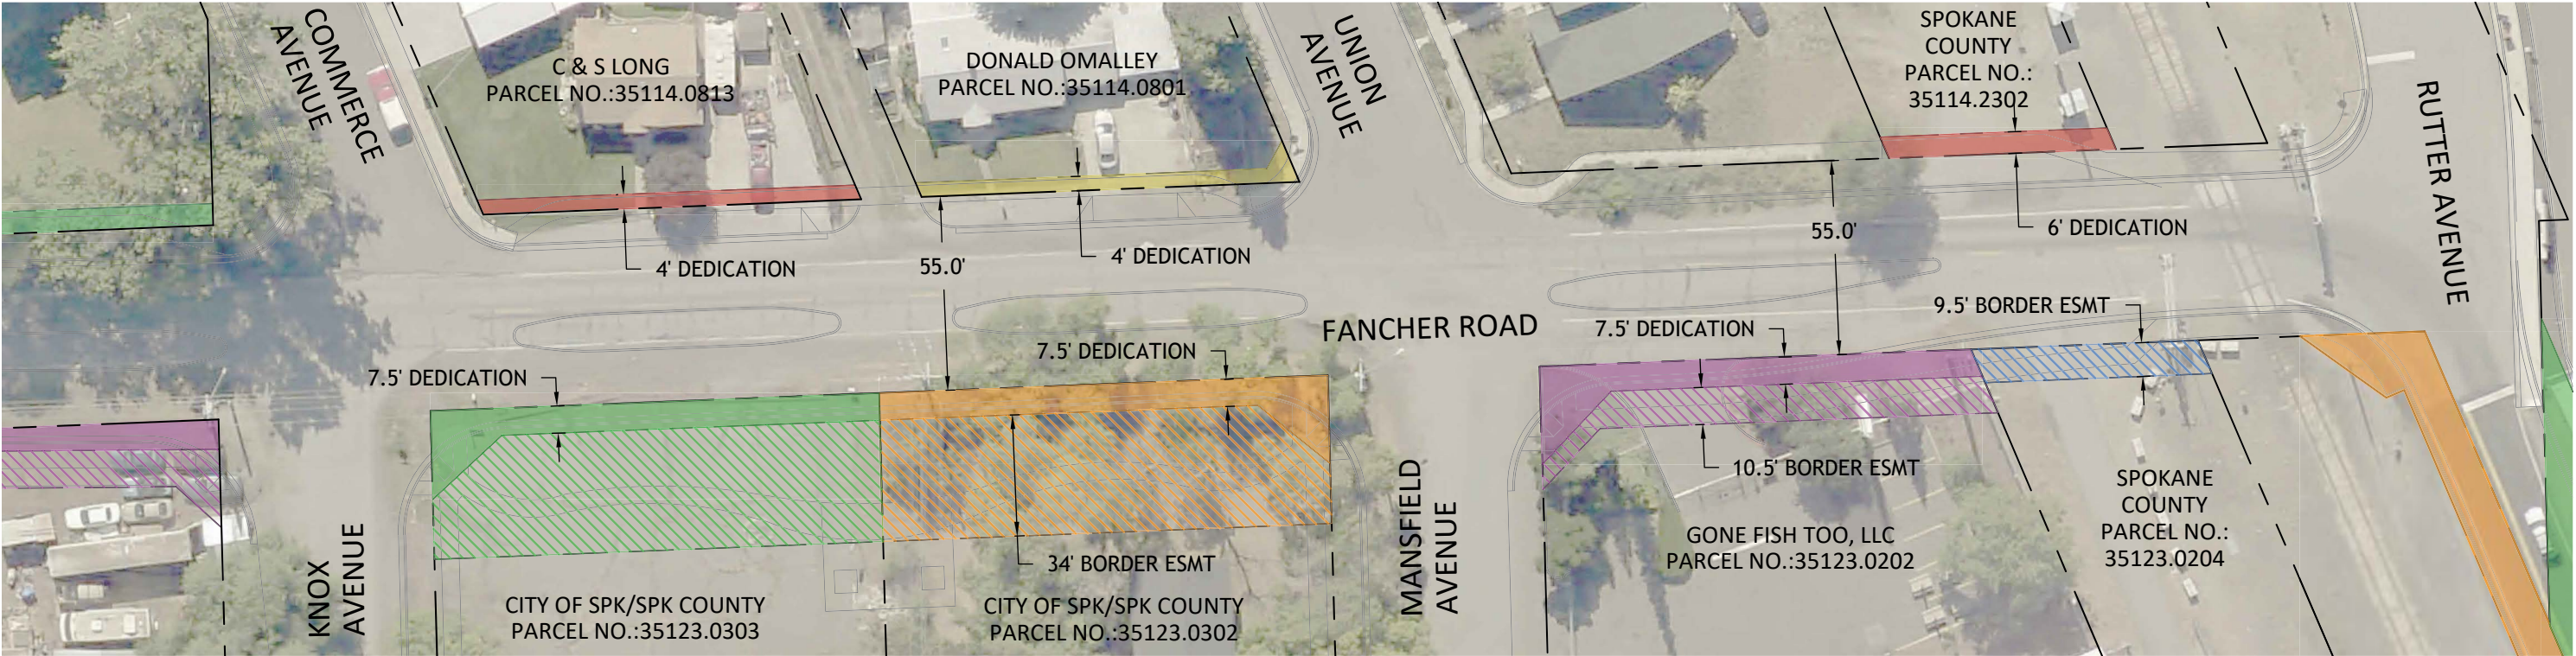 COMMERCE
AVENUE
C & S LONG
PARCEL NO.:35114.0813
DONALD OMALLEY
PARCEL NO.:35114.0801
UNION
AVENUE
SPOKANE
COUNTY
PARCEL NO.:
35114.2302
RUTTER AVENUE
4' DEDICATION
55.0'
4' DEDICATION
55.0'
6' DEDICATION
FANCHER ROAD
7.5' DEDICATION
7.5' DEDICATION
7.5' DEDICATION
9.5' BORDER ESMT
KNOX
AVENUE
34' BORDER ESMT
CITY OF SPK/SPK COUNTY
PARCEL NO.:35123.0303
CITY OF SPK/SPK COUNTY
PARCEL NO.:35123.0302
MANSFIELD
AVENUE
10.5' BORDER ESMT
GONE FISH TOO, LLC
PARCEL NO.:35123.0202
SPOKANE
COUNTY
PARCEL NO.:
35123.0204